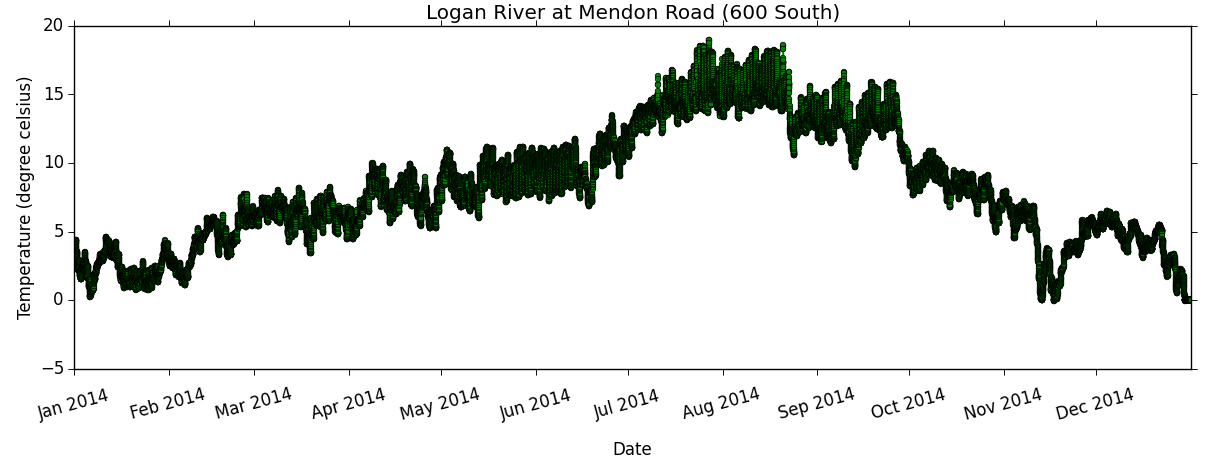 Logan River at Mendon Road (600 South)
20
15
10
5
0
−5
Temperature (degree celsius)
Jan 2014
Feb 2014
Mar 2014
Apr 2014
May 2014
Jun 2014
Jul 2014
Aug 2014
Sep 2014
Oct 2014
Nov 2014
Dec 2014
Date